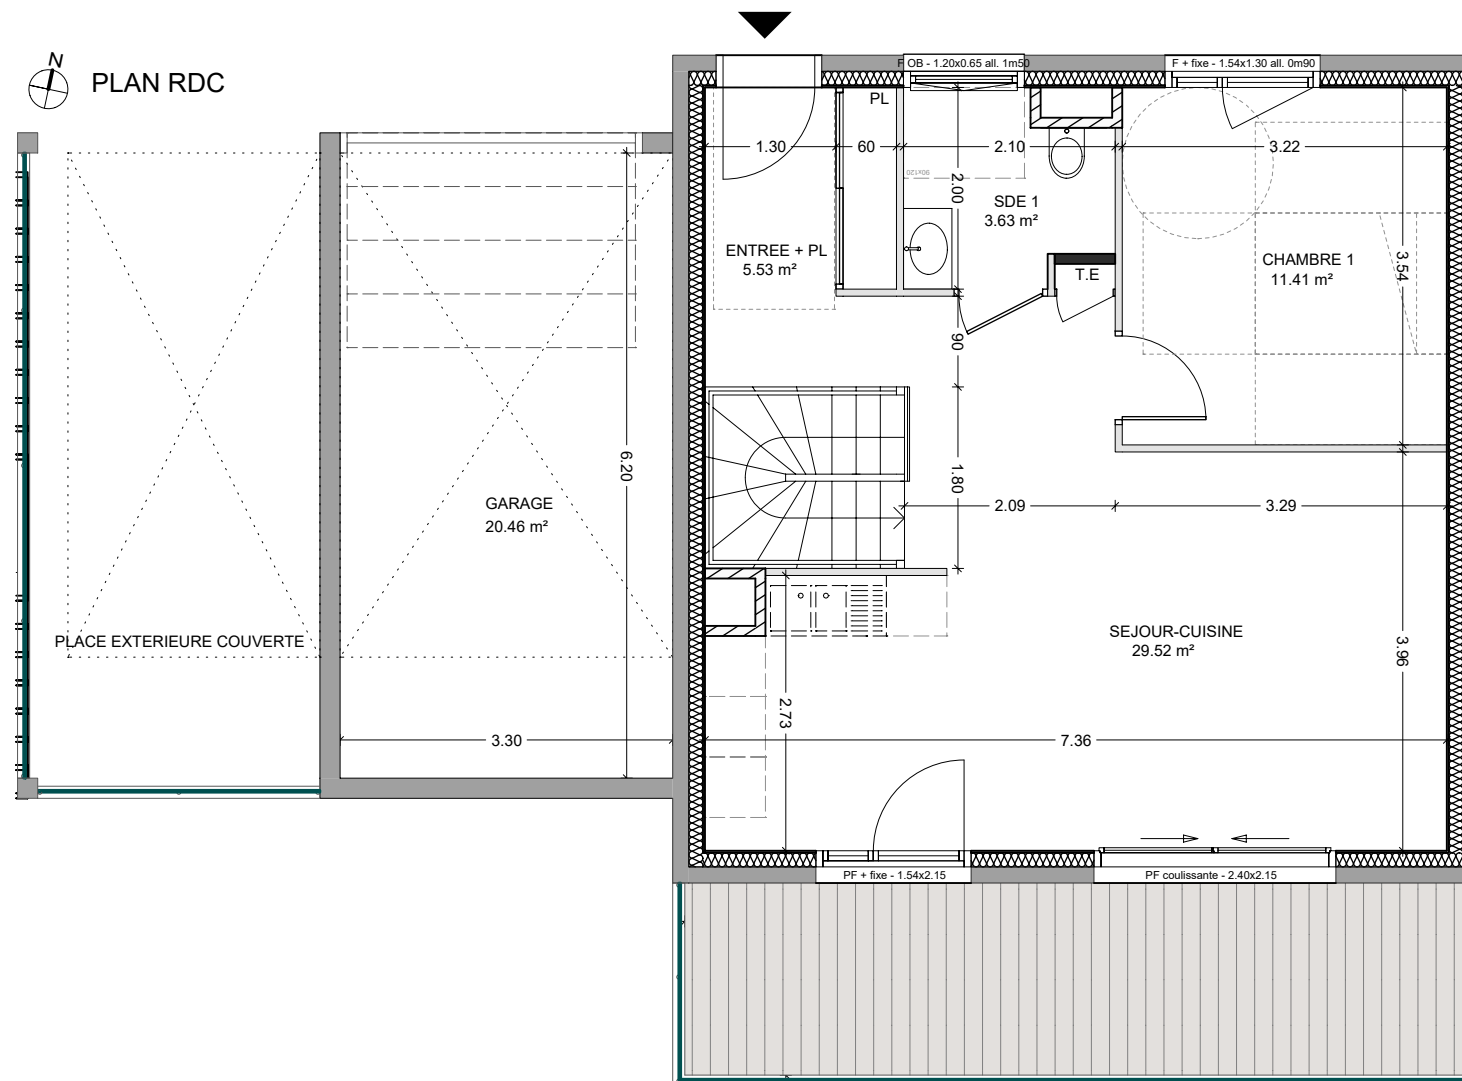 N
PLAN RDC
F OB - 1.20x0.65 all. 1m50
F + fixe - 1.54x1.30 all. 0m90
PL
1.30
60
2.10
3.22
90x120
2.00
SDE 1
3.63 m²
ENTREE + PL
5.53 m²
T.E
CHAMBRE 1
11.41 m²
3.54
90
6.20
1.80
GARAGE
20.46 m²
2.09
3.29
PLACE EXTERIEURE COUVERTE
SEJOUR-CUISINE
29.52 m²
3.96
2.73
3.30
7.36
PF + fixe - 1.54x2.15
PF coulissante - 2.40x2.15